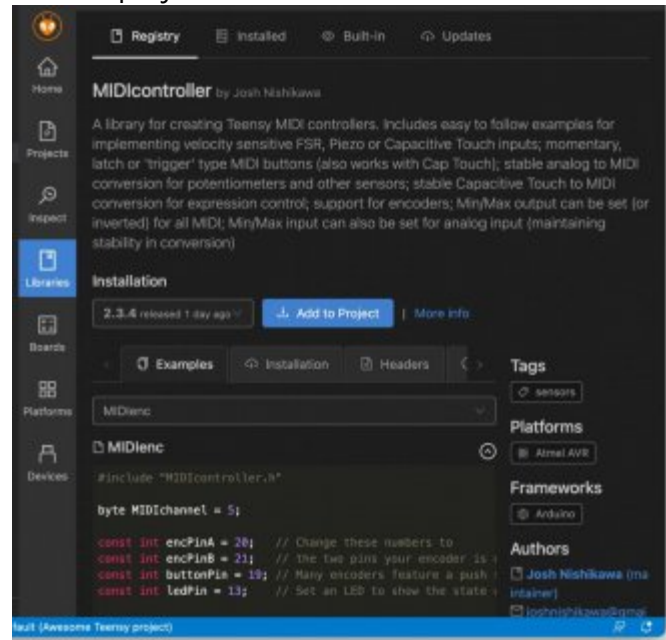 Registry Installed Built-in Updates
Home
Projects
Inspect
Libraries
Boards
Platforms
Devices
MIDIcontroller by Josh Nishikawa
A library for creating Teensy MIDI controllers. Includes easy to follow examples for
implementing velocity sensitive FSR, Piezo or Capacitive Touch inputs; momentary,
latch or 'trigger' type MIDI buttons (also works with Cap Touch); stable analog to MIDI
conversion for potentiometers and other sensors; stable Capacitive Touch to MIDI
conversion for expression control; support for encoders; Min/Max output can be set (or
inverted) for all MIDI; Min/Max input can also be set for analog input (maintaining
stability in conversion)
Installation
2.3.4 released 1 day ago Add to Project | More info
Examples Installation Headers
MIDIenc
MIDIenc
#include "MIDIcontroller.h"
byte MIDIchannel = 5;
const int encPinA = 20; // Change these numbers to
const int encPinB = 21; // the two pins your encoder is
const int buttonPin = 19; // Many encoders feature a push
const int ledPin = 13; // Set an LED to show the state
Tags
sensors
Platforms
Atmel AVR
Frameworks
Arduino
Authors
Josh Nishikawa (ma
intainer)
joshnishikawa@gmai
fault (Awesome Teensy project)